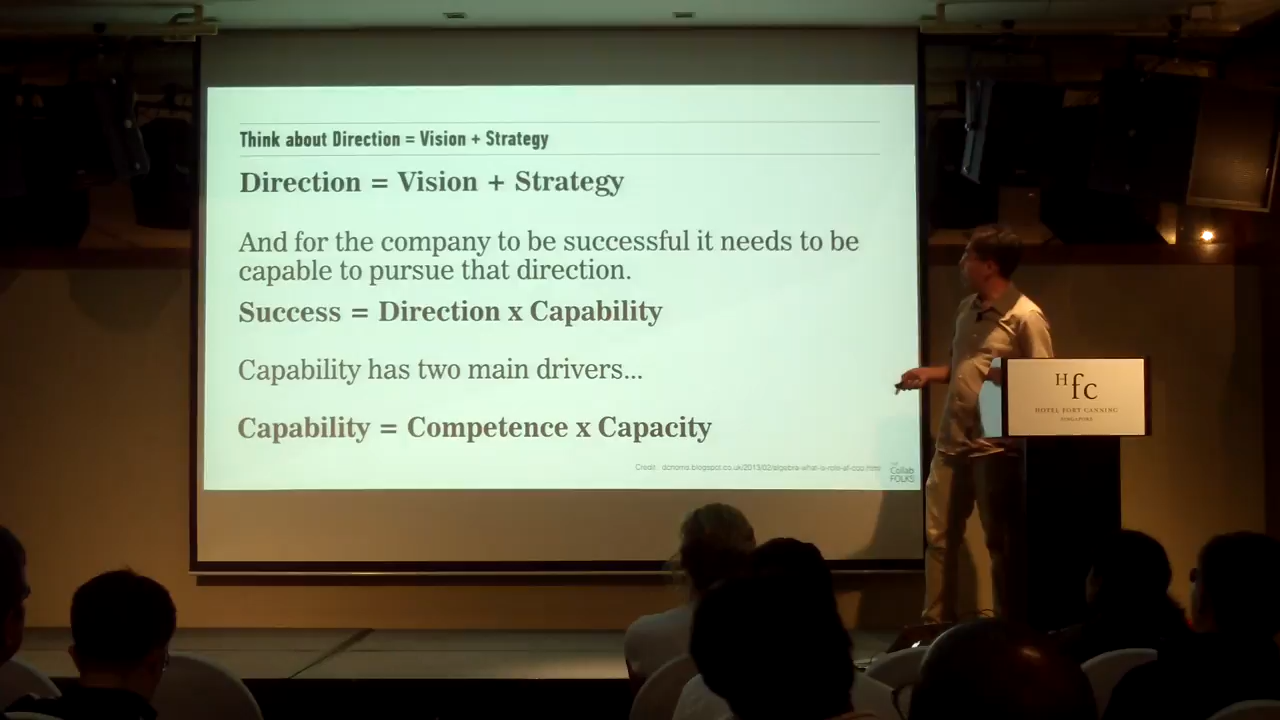 Think about Direction = Vision + Strategy
Direction = Vision + Strategy
And for the company to be successful it needs to be
capable to pursue that direction.
Success = Direction x Capability
Capability has two main drivers...
Capability = Competence x Capacity
Credit:
Collab
FOLKS
Hfc
HOTEL FORT CANNING
SINGAPORE